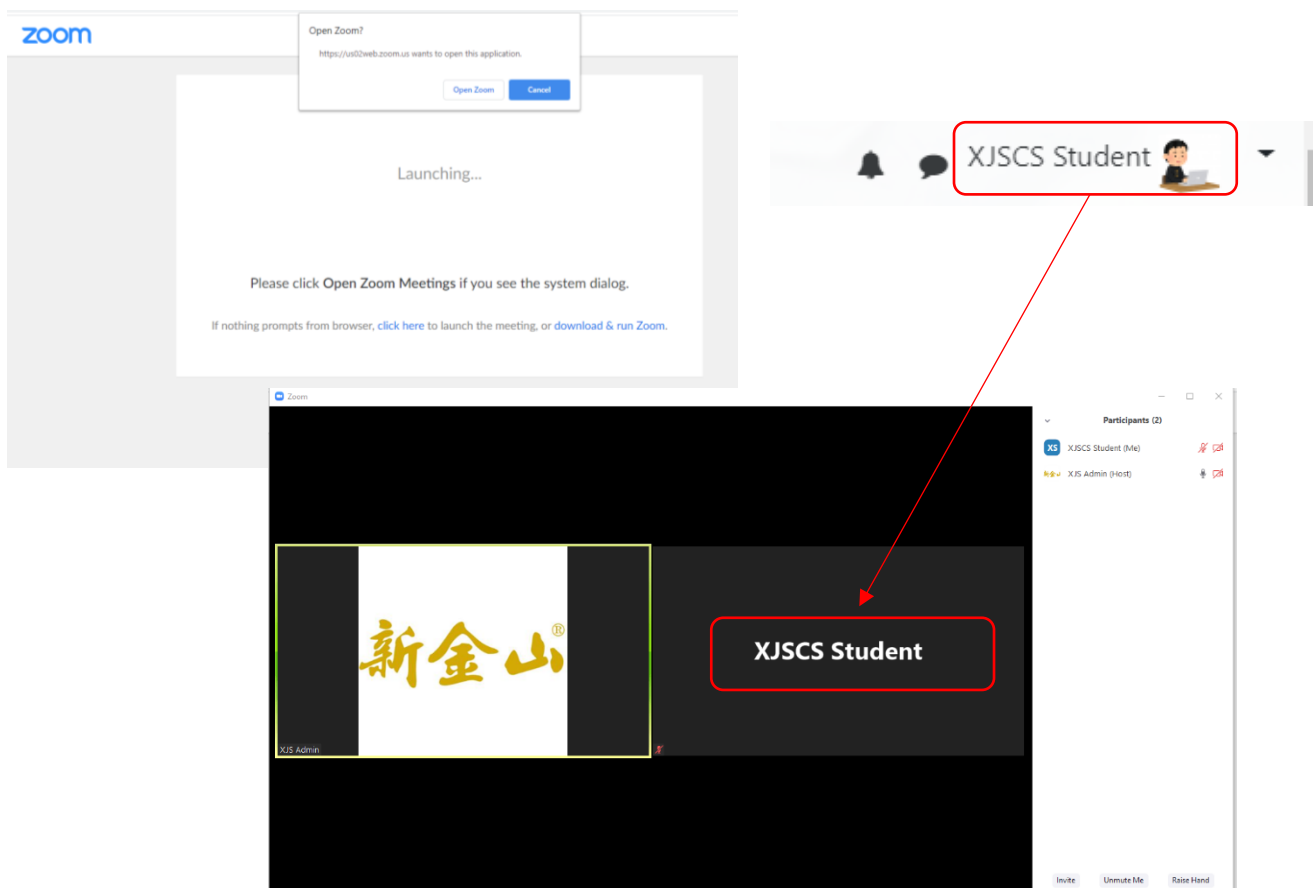 zoom
Open Zoom?
https://us02web.zoom.us wants to open this application.
Open Zoom
Cancel
Launching...
Please click Open Zoom Meetings if you see the system dialog.
If nothing prompts from browser, click here to launch the meeting, or download & run Zoom.
XJSCS Student
Zoom
Participants (2)
XS XJSCS Student (Me)
新金山 XJS Admin (Host)
新金山®
XJS Admin
XJSCS Student
Invite
Unmute Me
Raise Hand